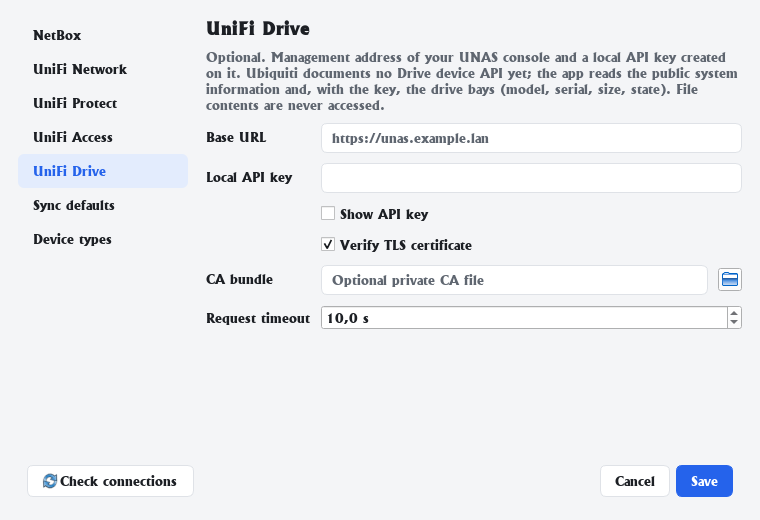 NetBox
UniFi Network
UniFi Protect
UniFi Access
UniFi Drive
Sync defaults
Device types
UniFi Drive
Optional. Management address of your UNAS console and a local API key created
on it. Ubiquiti documents no Drive device API yet; the app reads the public system
information and, with the key, the drive bays (model, serial, size, state). File
contents are never accessed.
Base URL
https://unas.example.lan
Local API key
Show API key
Verify TLS certificate
CA bundle
Optional private CA file
Request timeout
10,0 s
Check connections
Cancel
Save